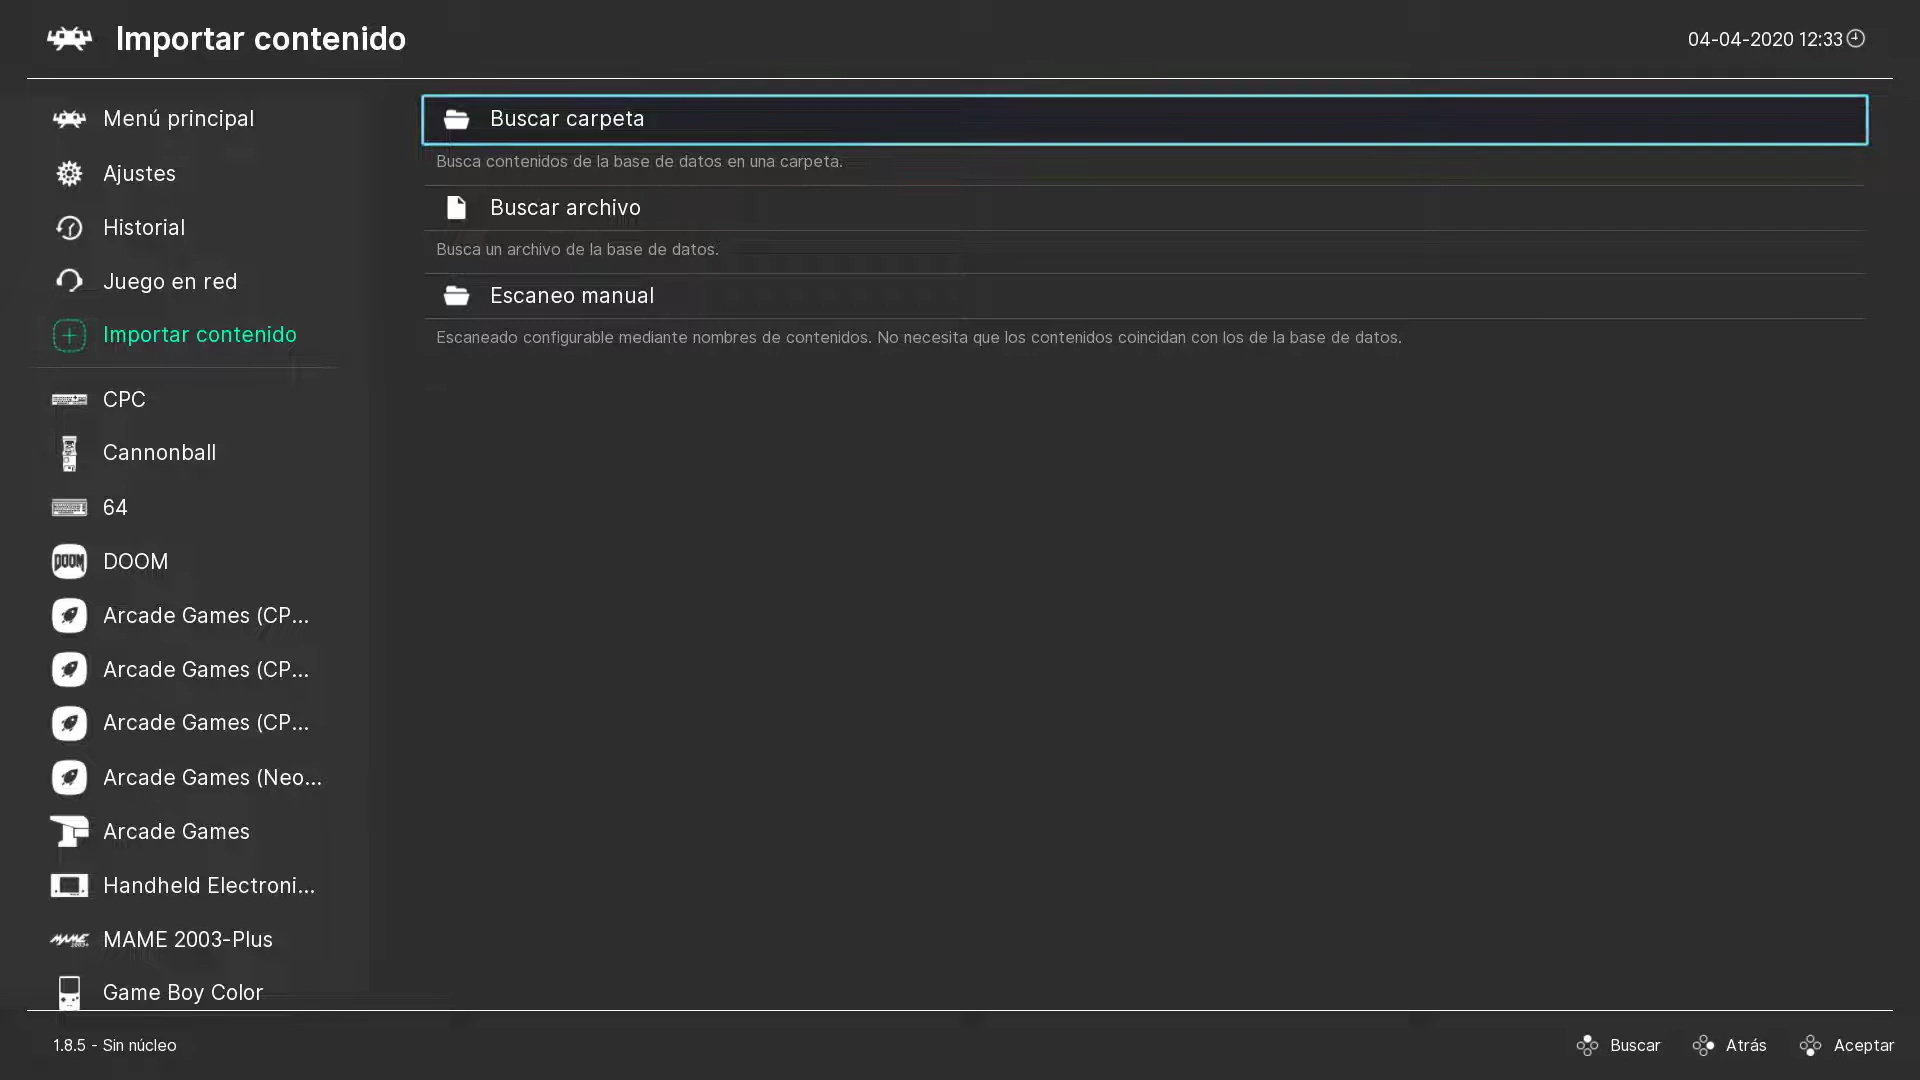 Importar contenido
04-04-2020 12:33
Menú principal
Ajustes
Historial
Juego en red
Importar contenido
CPC
Cannonball
64
DOOM
Arcade Games (CP...
Arcade Games (CP...
Arcade Games (CP...
Arcade Games (Neo...
Arcade Games
Handheld Electroni...
MAME 2003-Plus
Game Boy Color
Buscar carpeta
Busca contenidos de la base de datos en una carpeta.
Buscar archivo
Busca un archivo de la base de datos.
Escaneo manual
Escaneado configurable mediante nombres de contenidos. No necesita que los contenidos coincidan con los de la base de datos.
1.8.5 - Sin núcleo
Buscar
Atrás
Aceptar